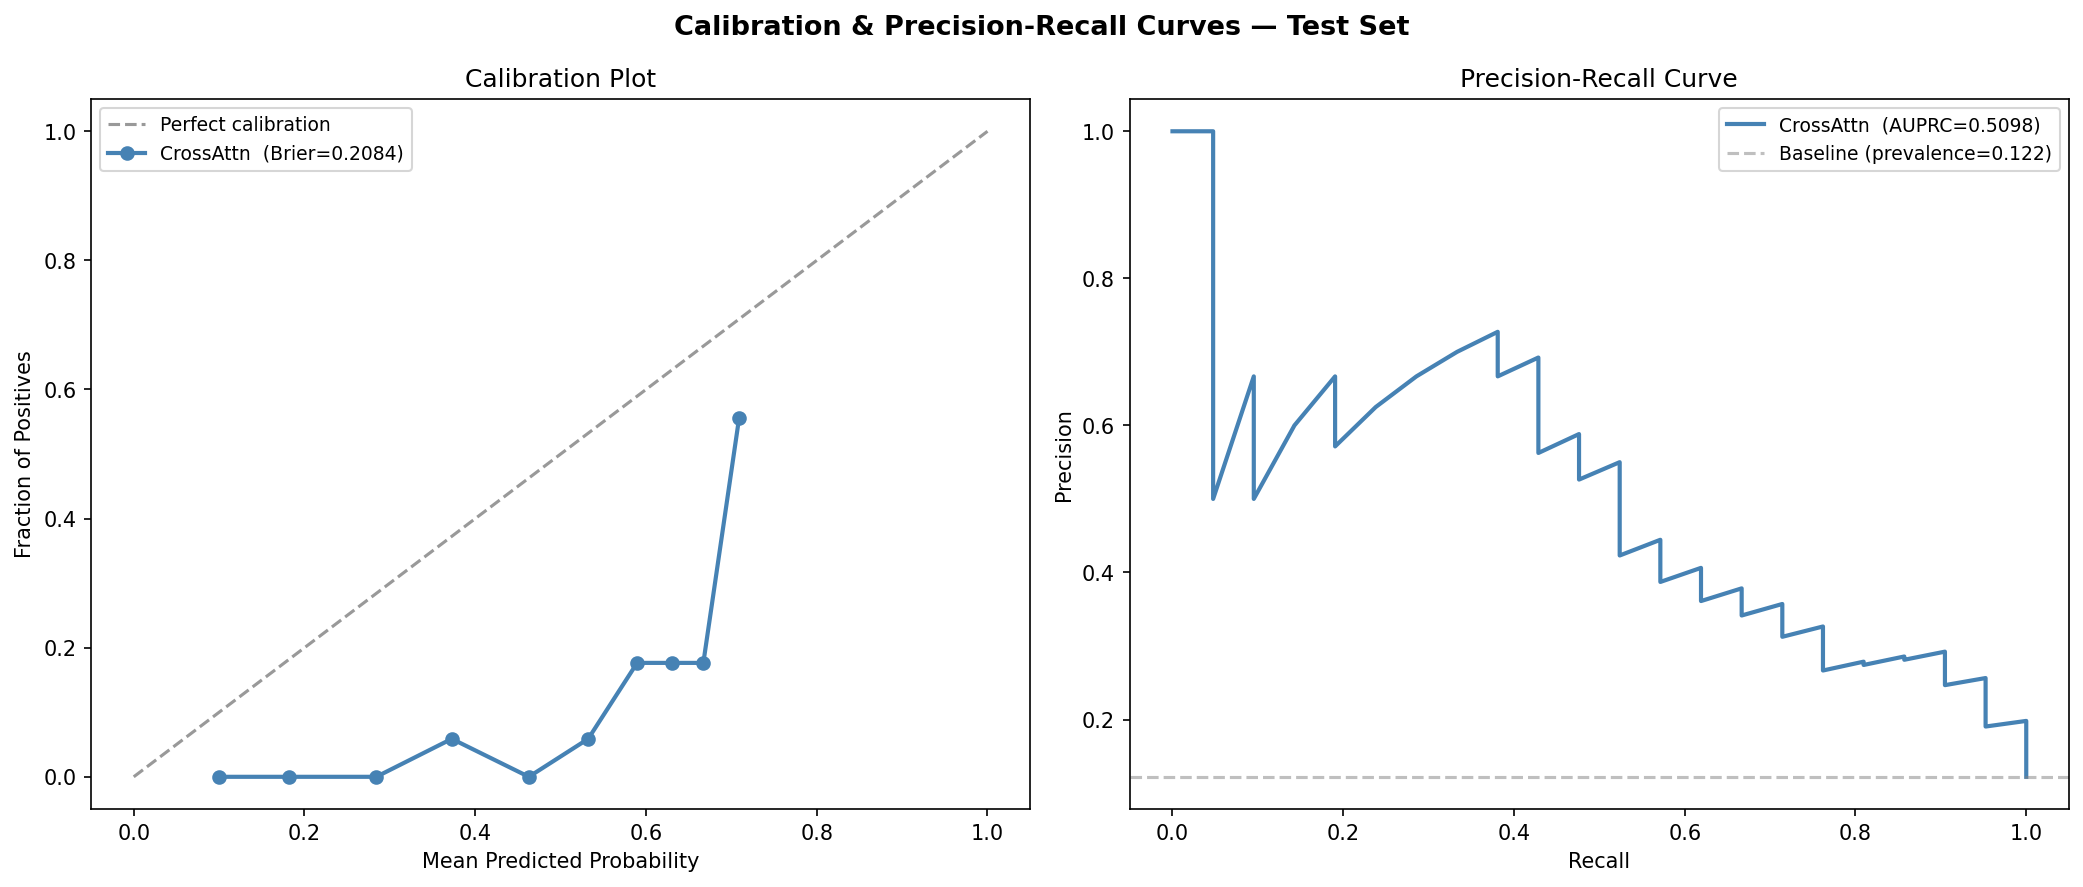 Calibration & Precision-Recall Curves — Test Set
Calibration Plot
Perfect calibration
CrossAttn (Brier=0.2084)
1.0
0.8
0.6
0.4
0.2
0.0
Fraction of Positives
0.0 0.2 0.4 0.6 0.8 1.0
Mean Predicted Probability
Precision-Recall Curve
CrossAttn (AUPRC=0.5098)
Baseline (prevalence=0.122)
1.0
0.8
0.6
0.4
0.2
Precision
0.0 0.2 0.4 0.6 0.8 1.0
Recall